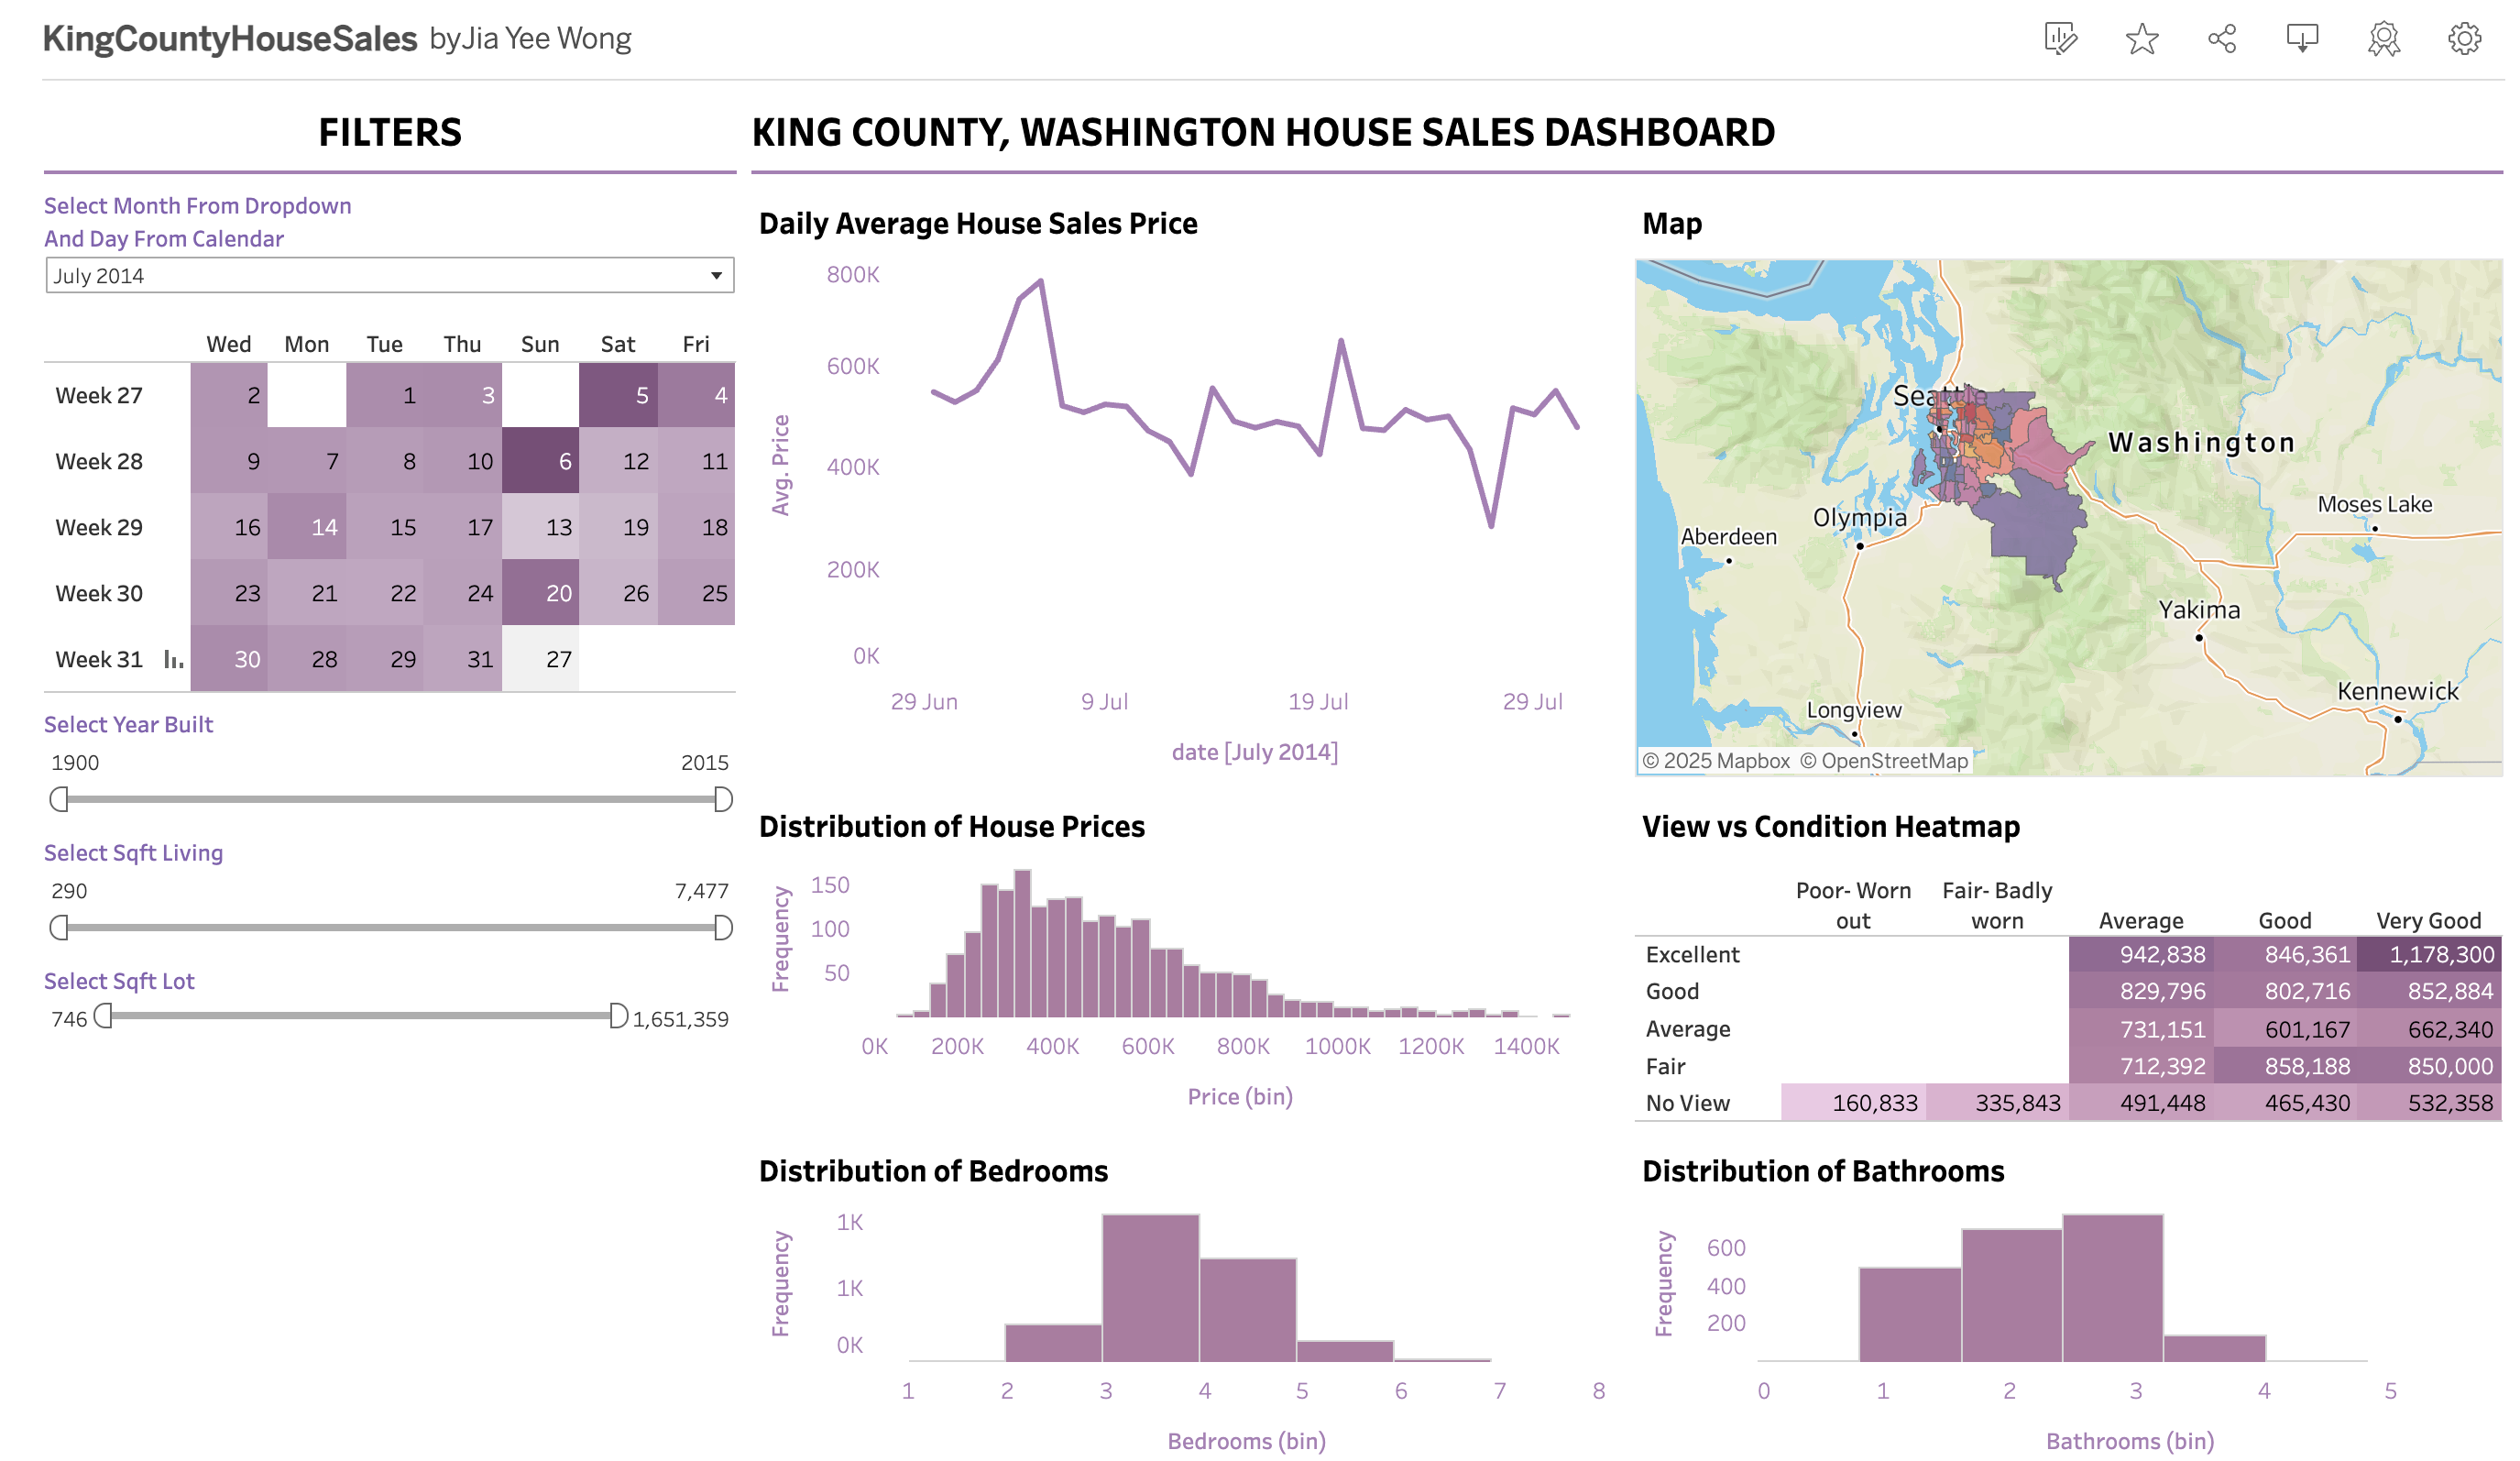 KingCountyHouseSales byJia Yee Wong
FILTERS
Select Month From Dropdown
And Day From Calendar
July 2014
Wed Mon Tue Thu Sun Sat Fri
Week 27 2 1 3 5 4
Week 28 9 7 8 10 6 12 11
Week 29 16 14 15 17 13 19 18
Week 30 23 21 22 24 20 26 25
Week 31 30 28 29 31 27
Select Year Built
1900 2015
Select Sqft Living
290 7,477
Select Sqft Lot
746 1,651,359
KING COUNTY, WASHINGTON HOUSE SALES DASHBOARD
Daily Average House Sales Price
Avg. Price
800K
600K
400K
200K
0K
29 Jun 9 Jul 19 Jul 29 Jul
date [July 2014]
Map
Seattle
Washington
Moses Lake
Olympia
Aberdeen
Yakima
Kennewick
Longview
© 2025 Mapbox © OpenStreetMap
Distribution of House Prices
Frequency
150
100
50
0K 200K 400K 600K 800K 1000K 1200K 1400K
Price (bin)
View vs Condition Heatmap
Poor- Worn Fair- Badly
out worn Average Good Very Good
Excellent 942,838 846,361 1,178,300
Good 829,796 802,716 852,884
Average 731,151 601,167 662,340
Fair 712,392 858,188 850,000
No View 160,833 335,843 491,448 465,430 532,358
Distribution of Bedrooms
Frequency
1K
1K
0K
1 2 3 4 5 6 7 8
Bedrooms (bin)
Distribution of Bathrooms
Frequency
600
400
200
0 1 2 3 4 5
Bathrooms (bin)